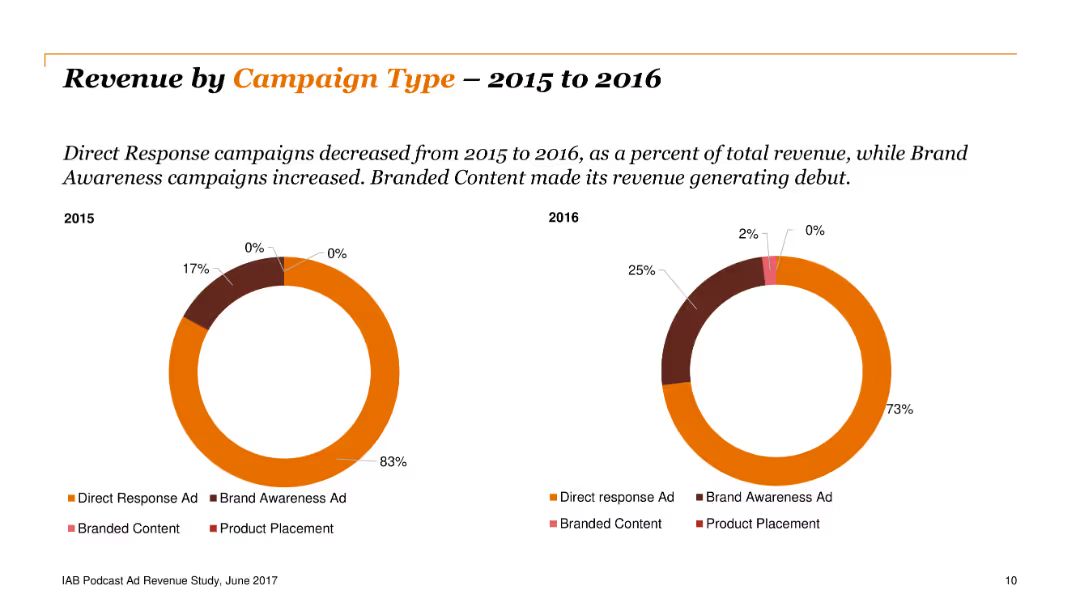 Revenue by Campaign Type – 2015 to 2016
Direct Response campaigns decreased from 2015 to 2016, as a percent of total revenue, while Brand
Awareness campaigns increased. Branded Content made its revenue generating debut.
2015
0%
0%
17%
83%
Direct Response Ad
Brand Awareness Ad
Branded Content
Product Placement
2016
2%
0%
25%
73%
Direct response Ad
Brand Awareness Ad
Branded Content
Product Placement
IAB Podcast Ad Revenue Study, June 2017
10